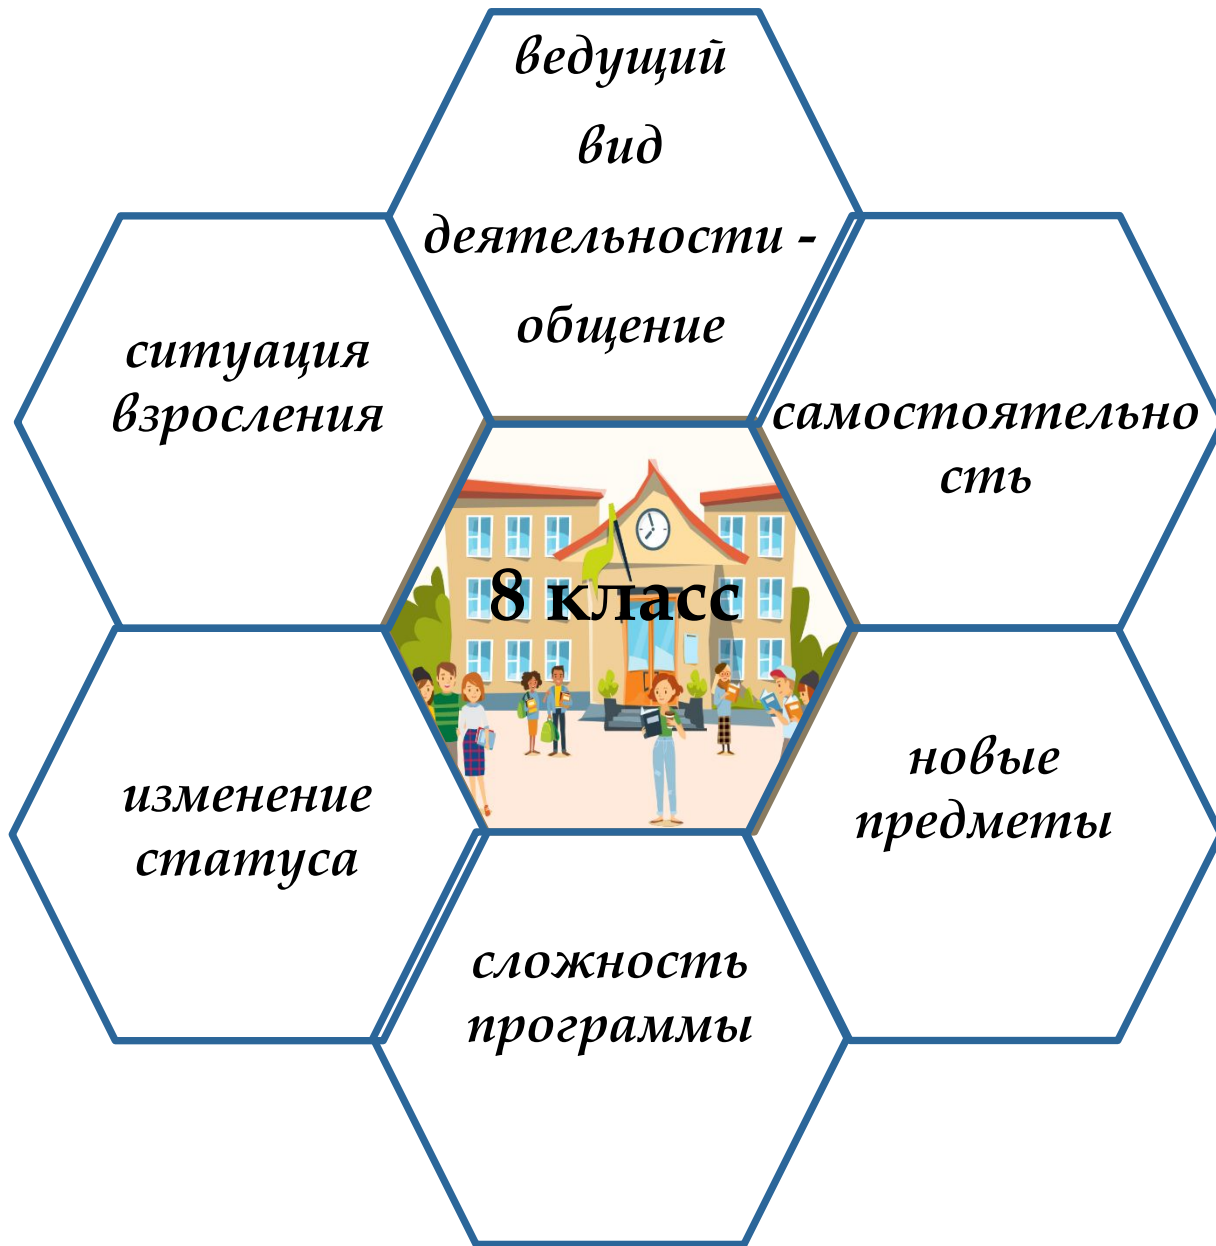 ведущий
вид
деятельности -
общение
ситуация
взросления
самостоятельно
сть
8 класс
изменение
статуса
новые
предметы
сложность
программы